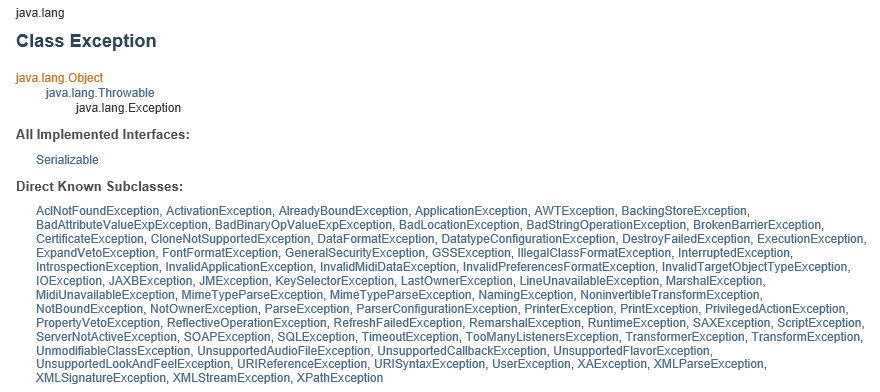 java.lang
Class Exception
java.lang.Object
java.lang.Throwable
java.lang.Exception
All Implemented Interfaces:
Serializable
Direct Known Subclasses:
AclNotFoundException, ActivationException, AlreadyBoundException, ApplicationException, AWTException, BackingStoreException,
BadAttributeValueExpException, BadBinaryOpValueExpException, BadLocationException, BadStringOperationException, BrokenBarrierException,
CertificateException, CloneNotSupportedException, DataFormatException, DatatypeConfigurationException, DestroyFailedException, ExecutionException,
ExpandVetoException, FontFormatException, GeneralSecurityException, GSSException, IllegalClassFormatException, InterruptedException,
IntrospectionException, InvalidApplicationException, InvalidMidiDataException, InvalidPreferencesFormatException, InvalidTargetObjectTypeException,
IOException, JAXBException, JMException, KeySelectorException, LastOwnerException, LineUnavailableException, MarshalException,
MidiUnavailableException, MimeTypeParseException, MimeTypeParseException, NamingException, NoninvertibleTransformException,
NotBoundException, NotOwnerException, ParseException, ParserConfigurationException, PrinterException, PrintException, PrivilegedActionException,
PropertyVetoException, ReflectiveOperationException, RefreshFailedException, RemarshalException, RuntimeException, SAXException, ScriptException,
ServerNotActiveException, SOAPException, SQLException, TimeoutException, TooManyListenersException, TransformerException, TransformException,
UnmodifiableClassException, UnsupportedAudioFileException, UnsupportedCallbackException, UnsupportedFlavorException,
UnsupportedLookAndFeelException, URIReferenceException, URISyntaxException, UserException, XAException, XMLParseException,
XMLSignatureException, XMLStreamException, XPathException